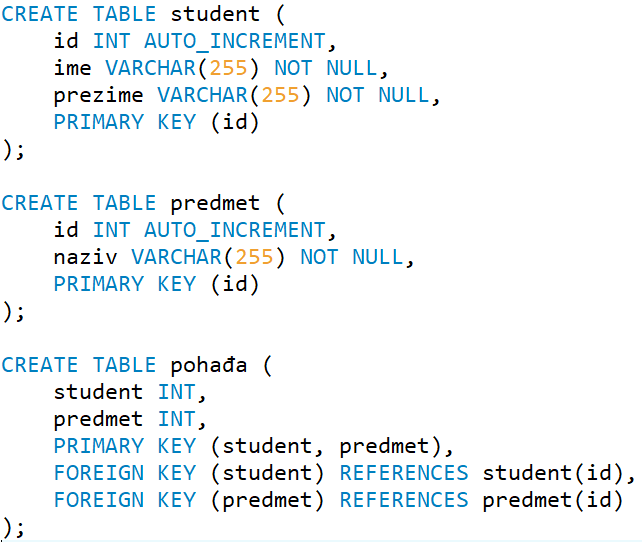 CREATE TABLE student (
    id INT AUTO_INCREMENT,
    ime VARCHAR(255) NOT NULL,
    prezime VARCHAR(255) NOT NULL,
    PRIMARY KEY (id)
);

CREATE TABLE predmet (
    id INT AUTO_INCREMENT,
    naziv VARCHAR(255) NOT NULL,
    PRIMARY KEY (id)
);

CREATE TABLE pohađa (
    student INT,
    predmet INT,
    PRIMARY KEY (student, predmet),
    FOREIGN KEY (student) REFERENCES student(id),
    FOREIGN KEY (predmet) REFERENCES predmet(id)
);